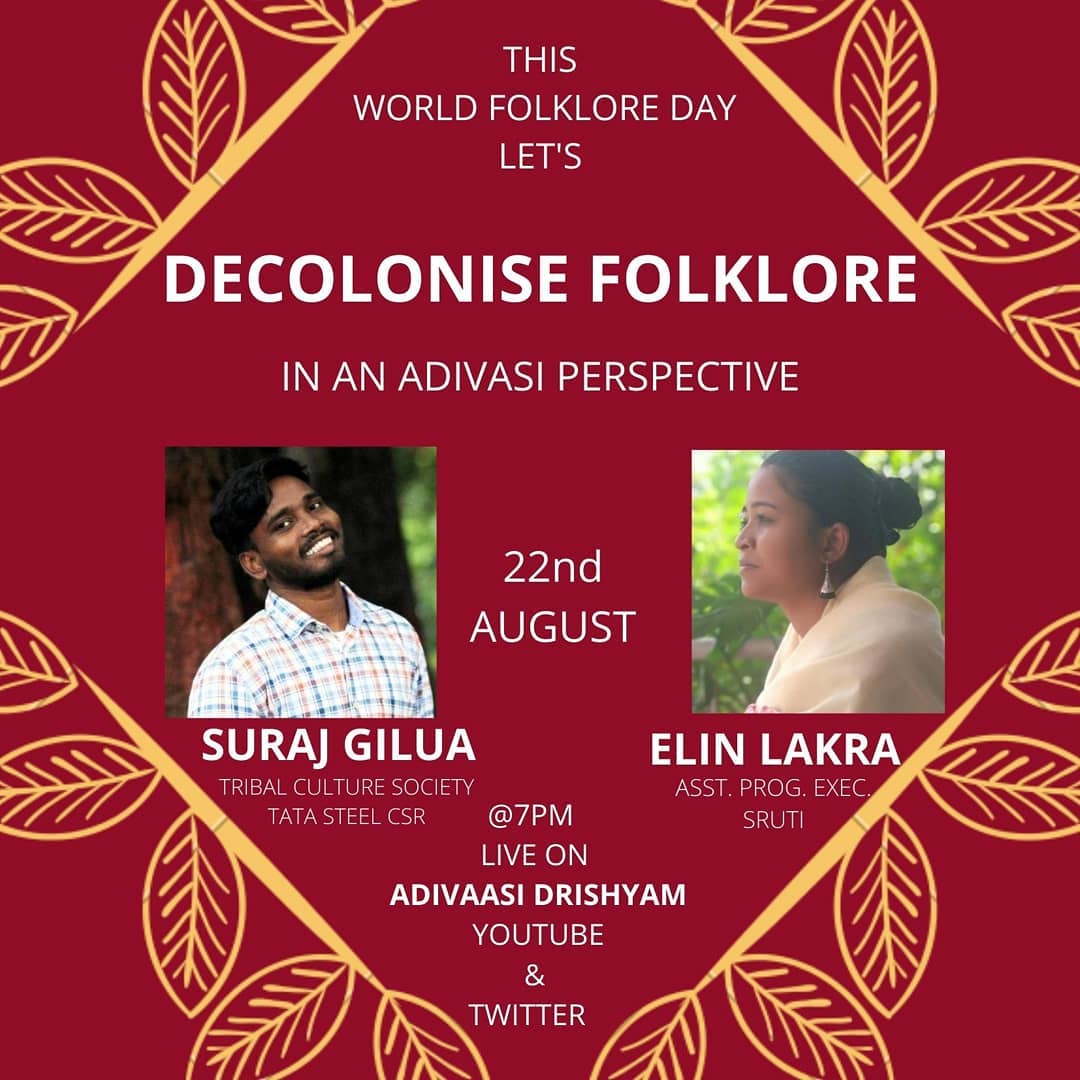 THIS
WORLD FOLKLORE DAY
LET'S
DECOLONISE FOLKLORE
IN AN ADIVASI PERSPECTIVE
22nd
AUGUST
SURAJ GILUA
TRIBAL CULTURE SOCIETY
TATA STEEL CSR
ELIN LAKRA
ASST. PROG. EXEC.
SRUTI
@7PM
LIVE ON
ADIVAASI DRISHYAM
YOUTUBE
&
TWITTER